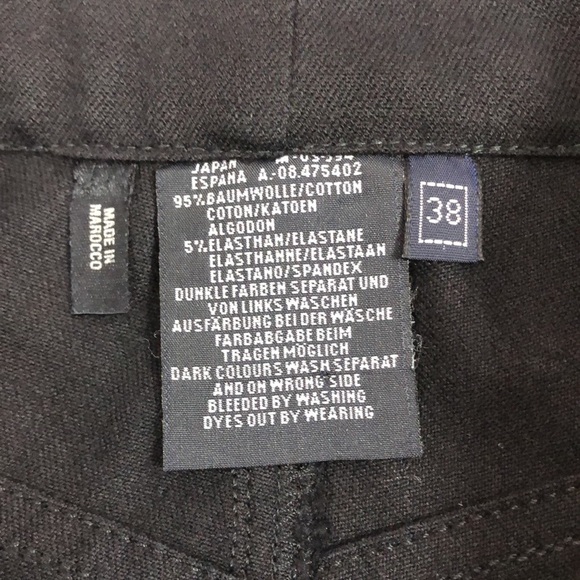 JAPAN
ESPAÑA A.-08.475402
95%BAUMWOLLE/COTTON
COTON/KATOEN
ALGODON
5%ELASTHAN/ELASTANE
ELASTHANNE/ELASTAAN
ELASTANO/SPANDEX
DUNKLE FARBEN SEPARAT UND
VON LINKS WASCHEN
AUSFÄRBUNG BEI DER WÄSCHE
FARBABGABE BEIM
TRAGEN MÖGLICH
DARK COLOURS WASH SEPARAT
AND ON WRONG SIDE
BLEEDED BY WASHING
DYES OUT BY WEARING
MADE IN
MAROCCO
38